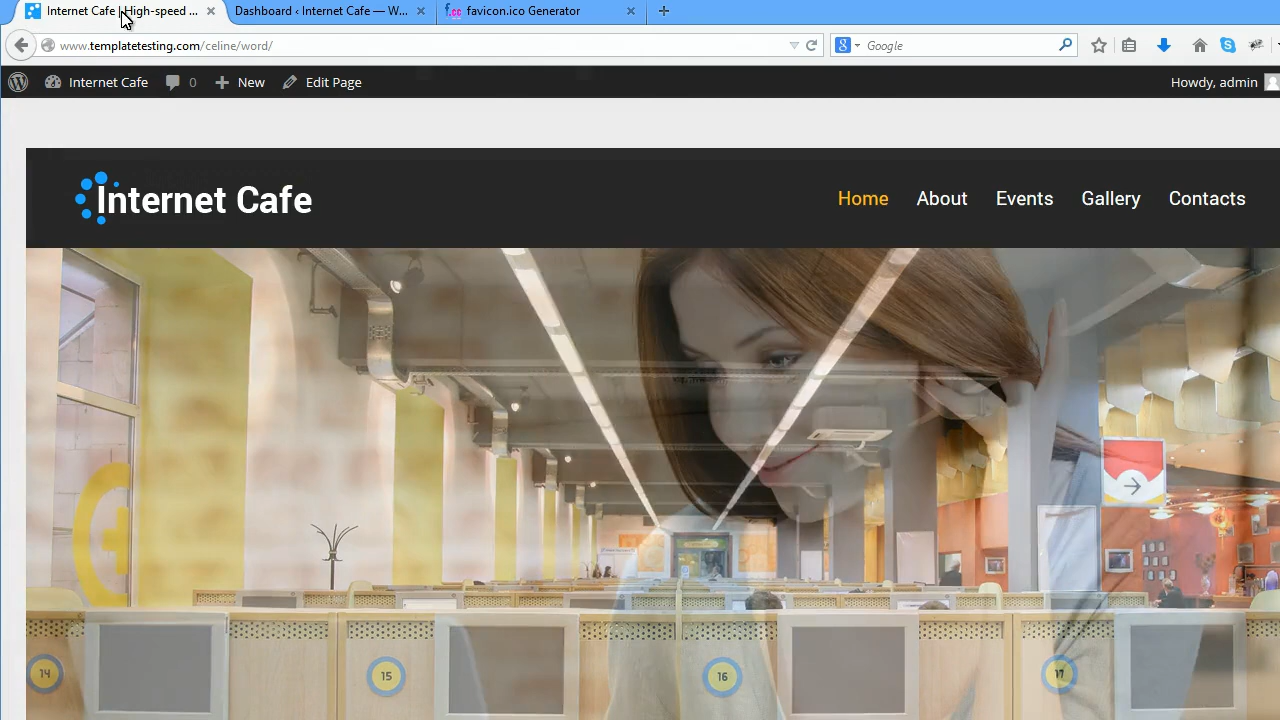 Internet Cafe | High-speed ...
Dashboard ‹ Internet Cafe — W...
favicon.ico Generator
www.templatetesting.com/celine/word/
Google
Internet Cafe
0
New
Edit Page
Howdy, admin
Internet Cafe
Home
About
Events
Gallery
Contacts
14
15
16
17